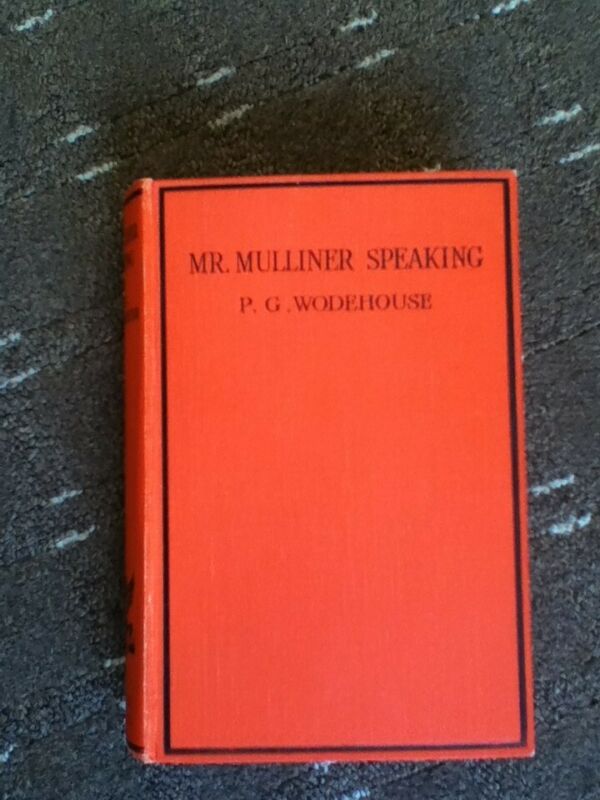 MR. MULLINER SPEAKING
P. G. WODEHOUSE